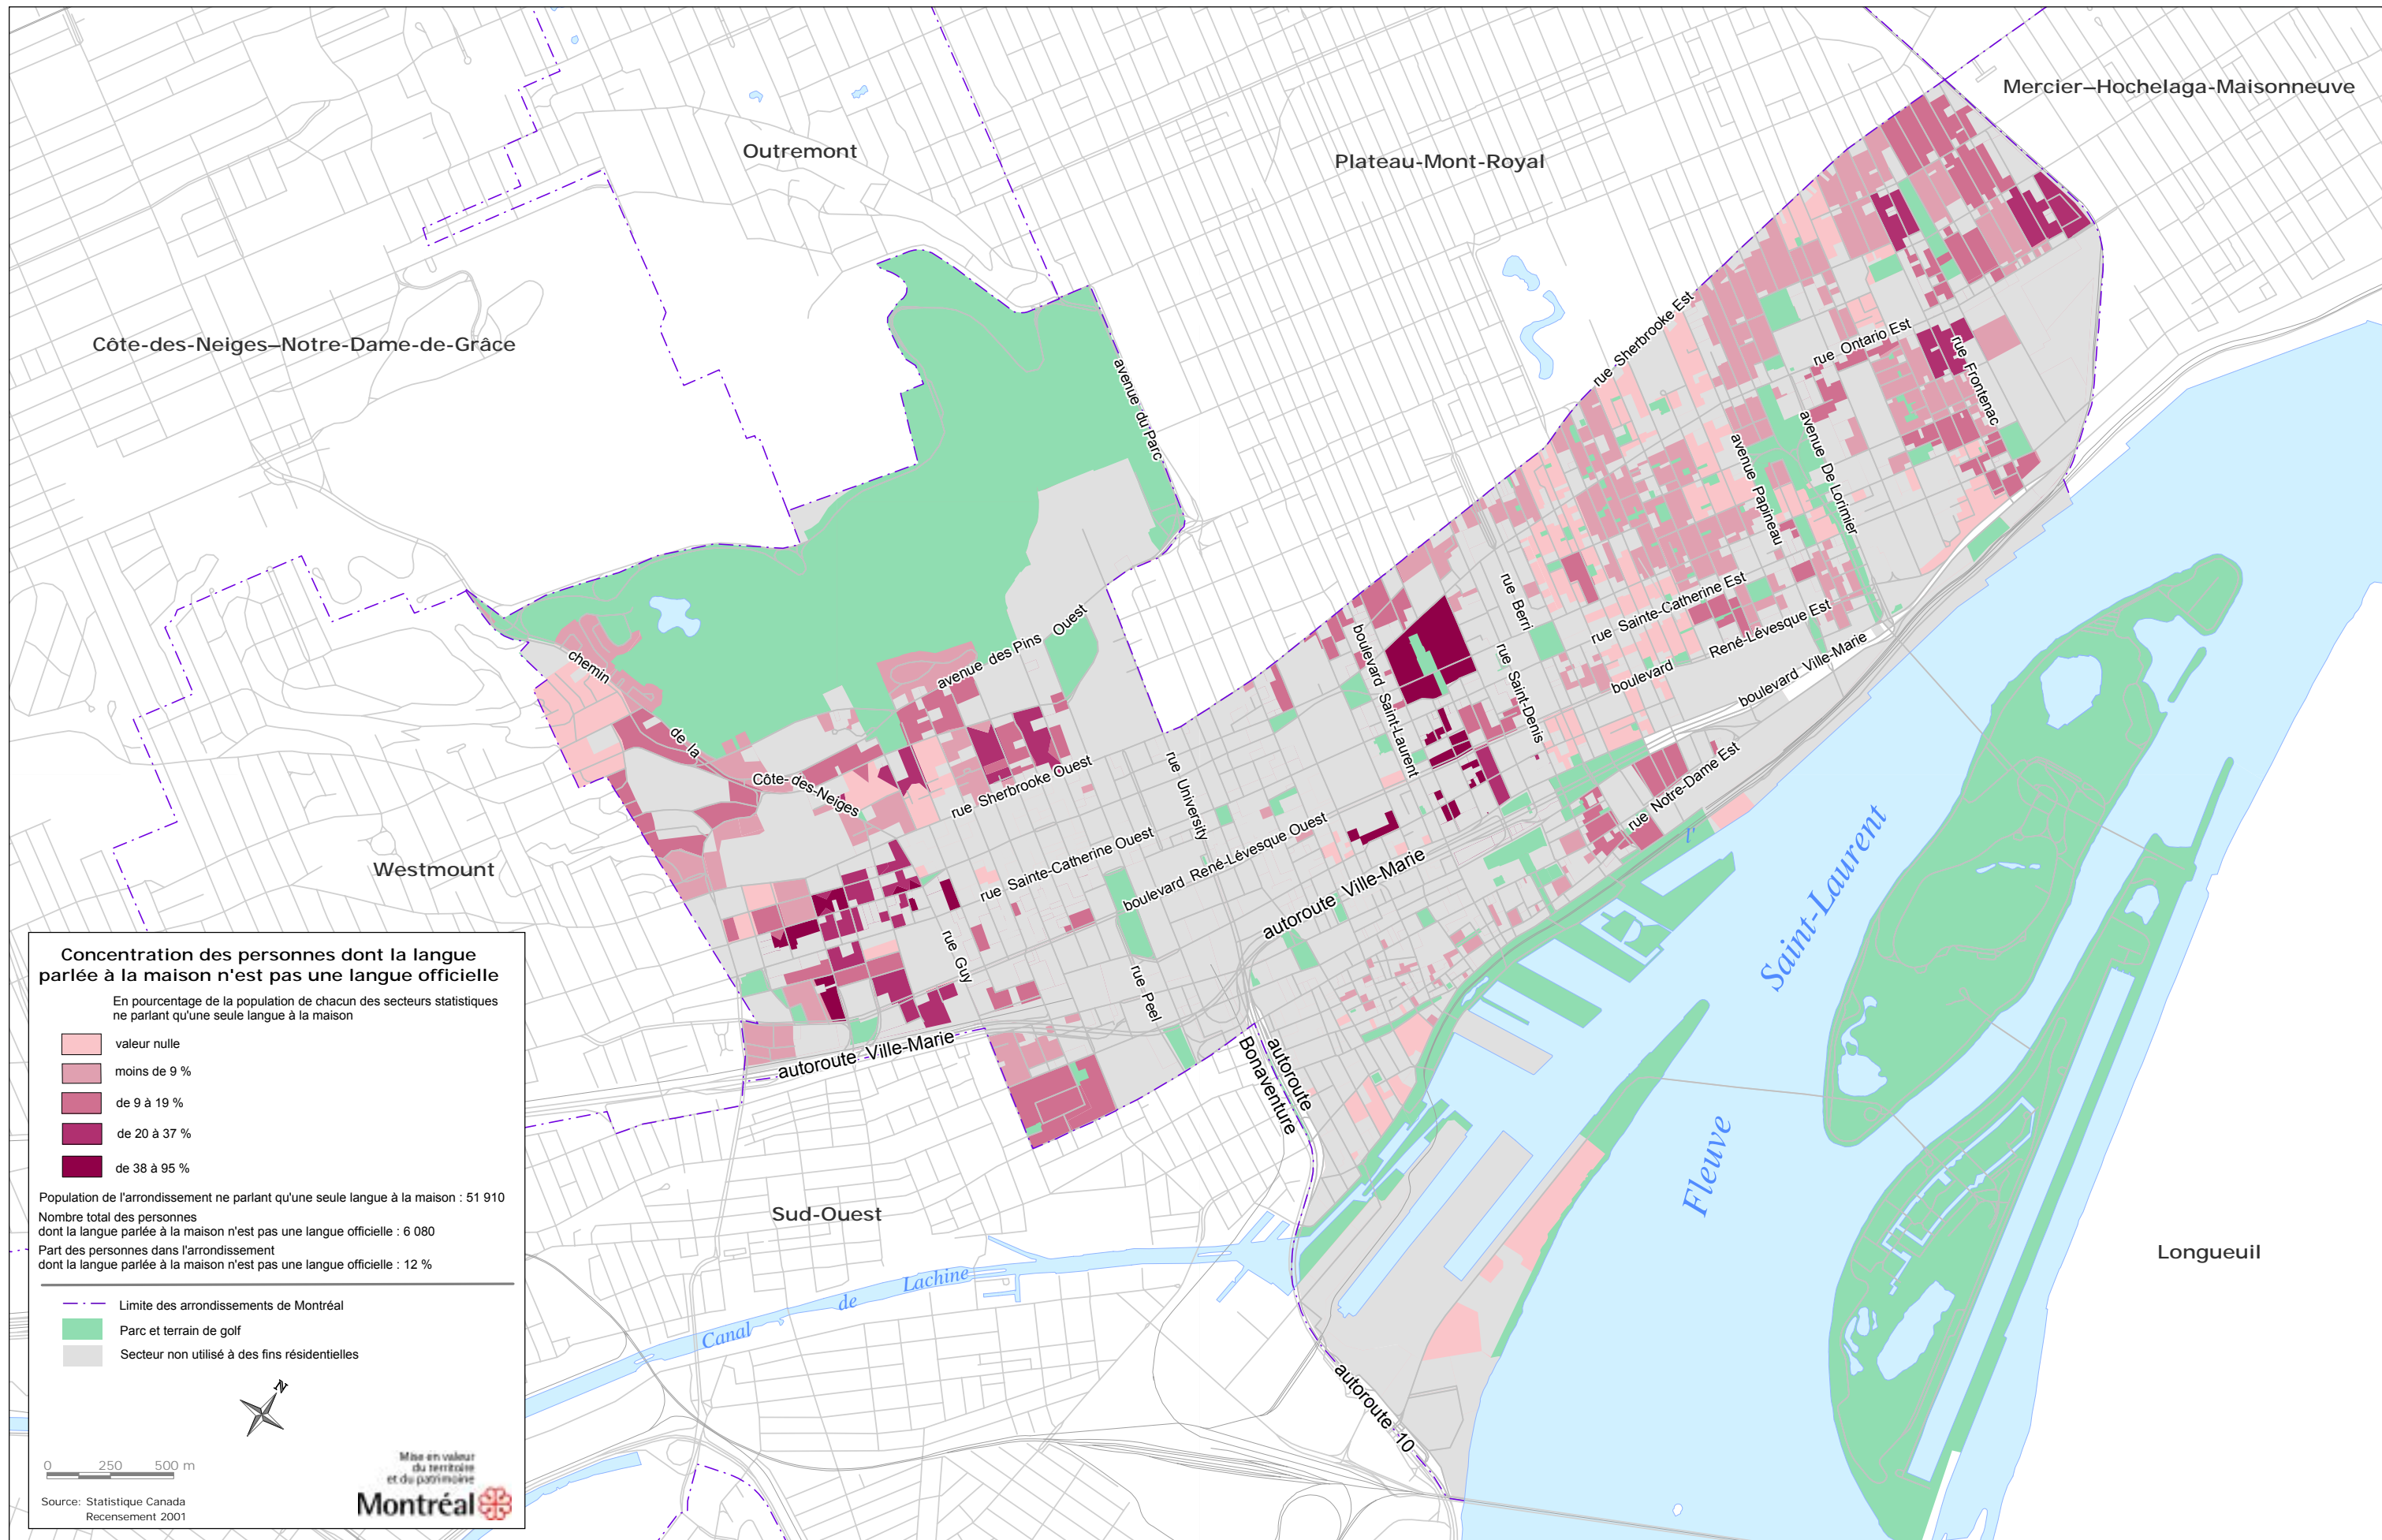 Mercier–Hochelaga-Maisonneuve
Outremont
Plateau-Mont-Royal
Côte-des-Neiges–Notre-Dame-de-Grâce
rue Sherbrooke Est
rue Ontario Est
rue Frontenac
avenue du Parc
avenue Papineau
avenue De Lorimier
avenue des Pins Ouest
rue Berri
rue Sainte-Catherine Est
boulevard René-Lévesque Est
boulevard Ville-Marie
boulevard Saint-Laurent
rue Saint-Denis
chemin de la Côte-des-Neiges
rue Sherbrooke Ouest
rue University
rue Notre-Dame Est
Westmount
rue Sainte-Catherine Ouest
boulevard René-Lévesque Ouest
autoroute Ville-Marie
rue Guy
rue Peel
autoroute Ville-Marie
autoroute
Bonaventure
Fleuve Saint-Laurent
l'
Sud-Ouest
Longueuil
Canal de Lachine
autoroute 10
Concentration des personnes dont la langue
parlée à la maison n'est pas une langue officielle
En pourcentage de la population de chacun des secteurs statistiques
ne parlant qu'une seule langue à la maison
valeur nulle
moins de 9 %
de 9 à 19 %
de 20 à 37 %
de 38 à 95 %
Population de l'arrondissement ne parlant qu'une seule langue à la maison : 51 910
Nombre total des personnes
dont la langue parlée à la maison n'est pas une langue officielle : 6 080
Part des personnes dans l'arrondissement
dont la langue parlée à la maison n'est pas une langue officielle : 12 %
Limite des arrondissements de Montréal
Parc et terrain de golf
Secteur non utilisé à des fins résidentielles
N
0 250 500 m
Mise en valeur
du territoire
et du patrimoine
Montréal
Source: Statistique Canada
Recensement 2001